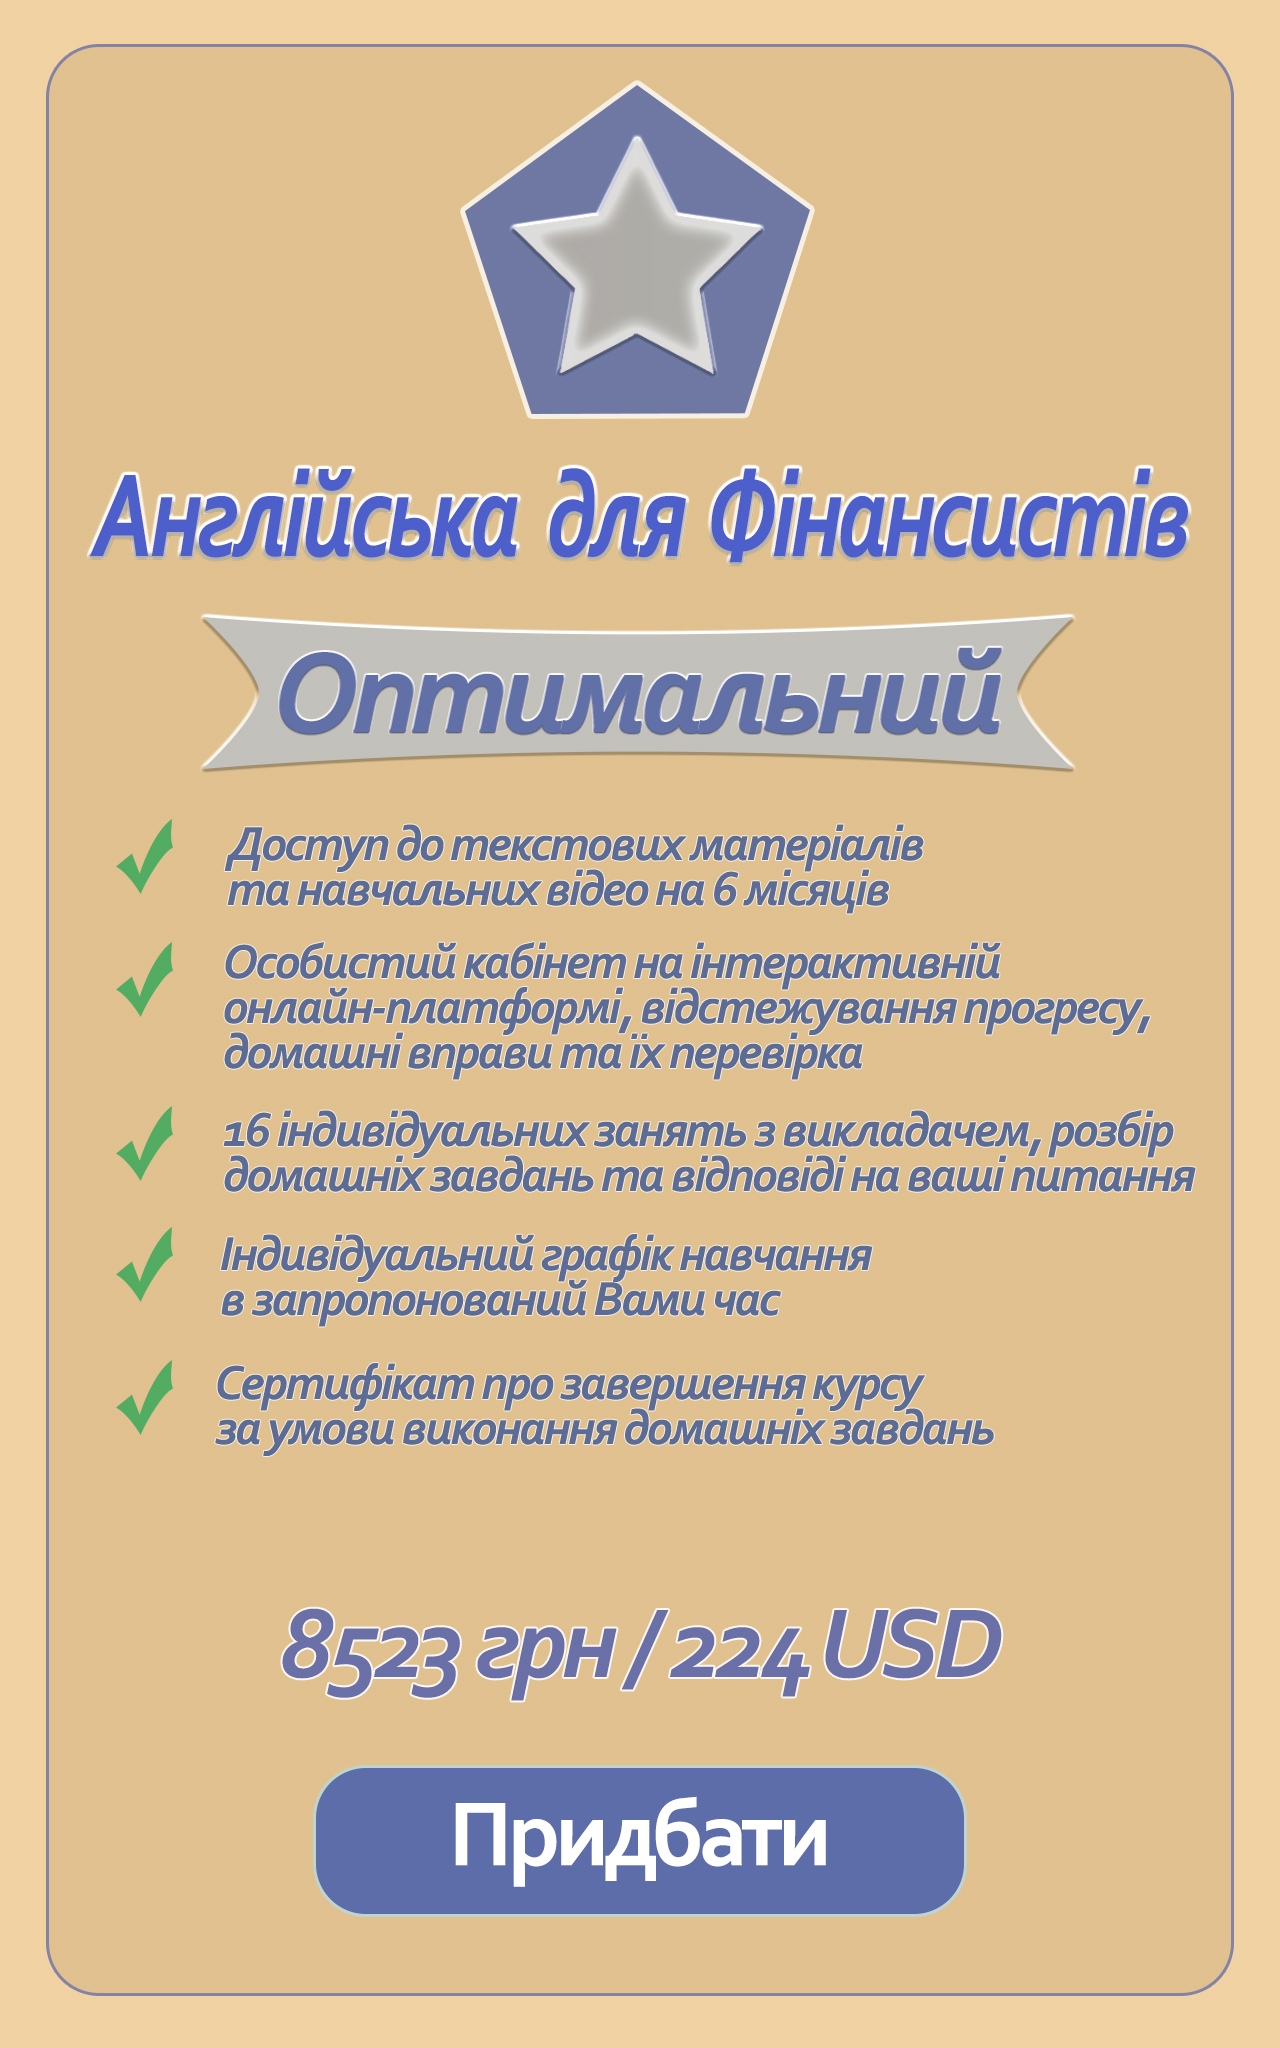 Англійська для Фінансистів
Оптимальний
Доступ до текстових матеріалів
та навчальних відео на 6 місяців
Особистий кабінет на інтерактивній
онлайн-платформі, відстежування прогресу,
домашні вправи та їх перевірка
16 індивідуальних занять з викладачем, розбір
домашніх завдань та відповіді на ваші питання
Індивідуальний графік навчання
в запропонований Вами час
Сертифікат про завершення курсу
за умови виконання домашніх завдань
8523 грн / 224 USD
Придбати